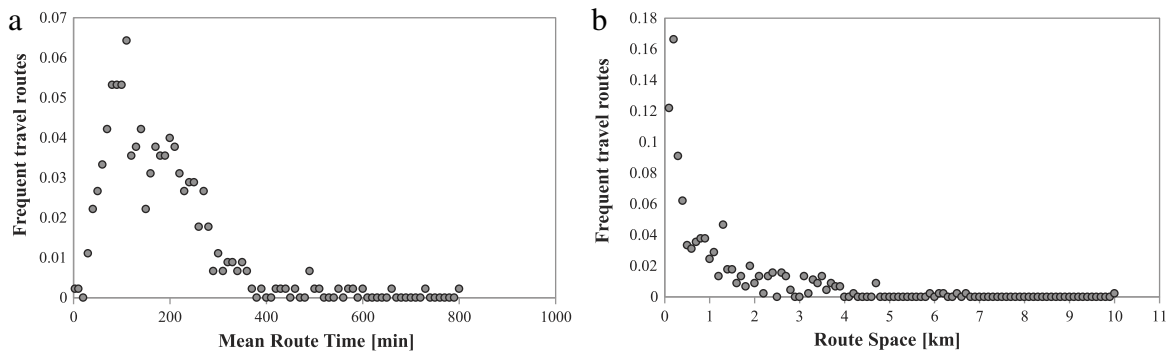 a
Frequent travel routes
0.07
0.06
0.05
0.04
0.03
0.02
0.01
0
0 200 400 600 800 1000
Mean Route Time [min]
b
Frequent travel routes
0.18
0.16
0.14
0.12
0.1
0.08
0.06
0.04
0.02
0
0 1 2 3 4 5 6 7 8 9 10 11
Route Space [km]